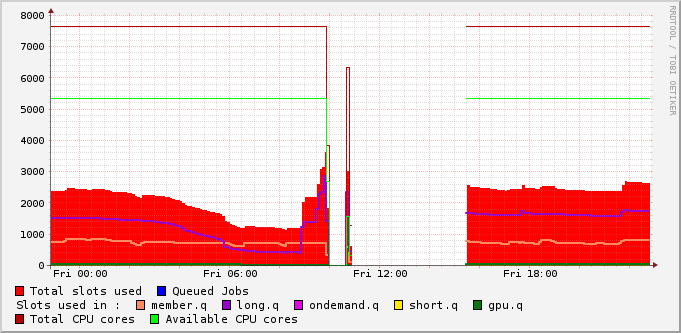 8000
7000
6000
5000
4000
3000
2000
1000
0
Fri 00:00 Fri 06:00 Fri 12:00 Fri 18:00
RRDTOOL / TOBI OETIKER
Total slots used Queued Jobs
Slots used in : member.q long.q ondemand.q short.q gpu.q
Total CPU cores Available CPU cores